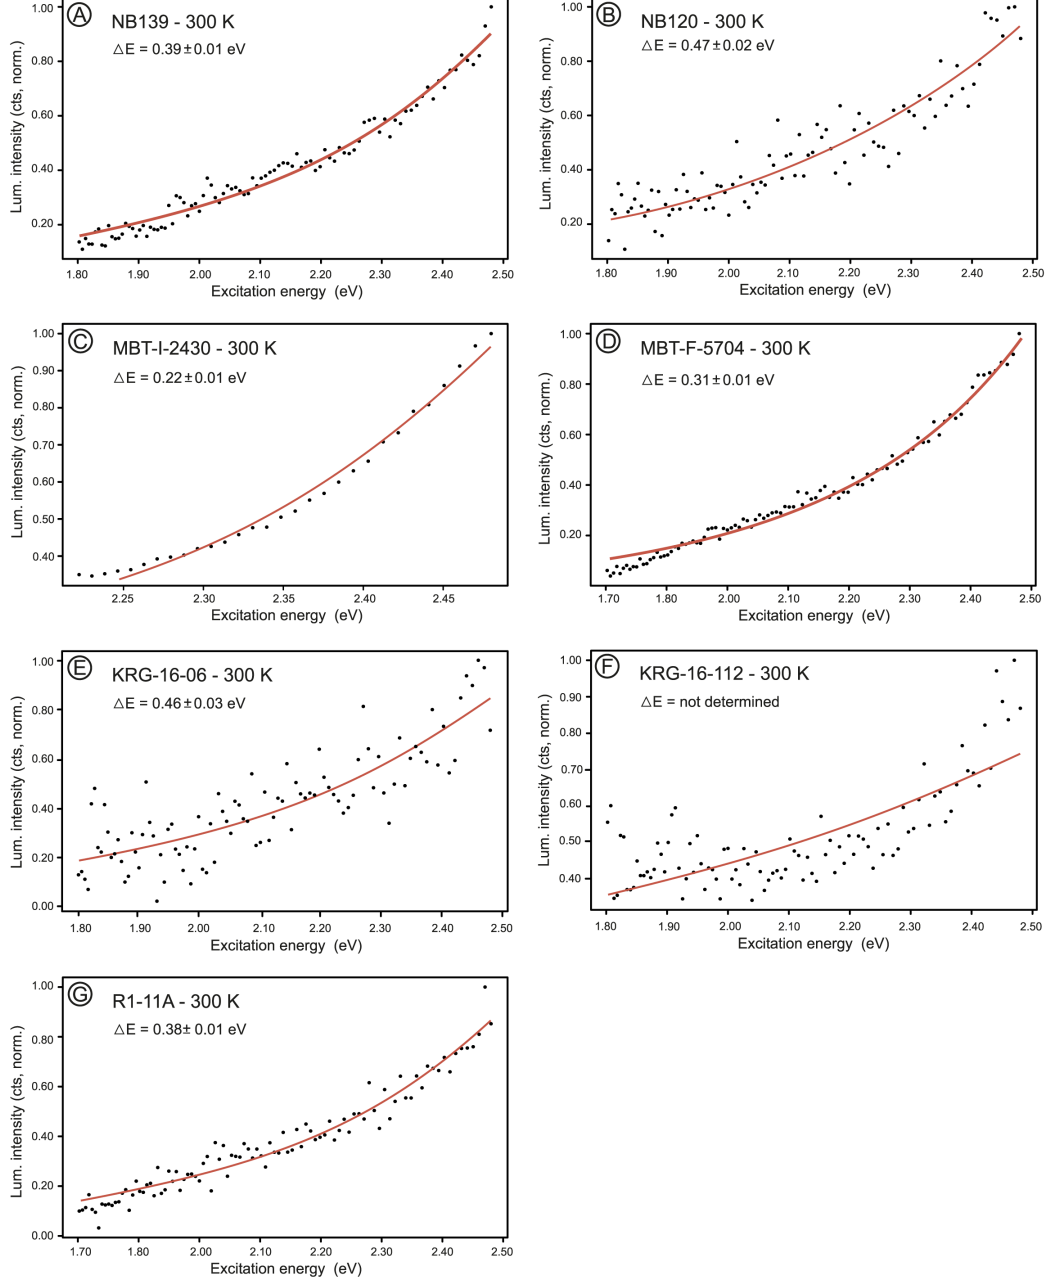 A
NB139 - 300 K
△E = 0.39±0.01 eV
Lum. intensity (cts, norm.)
1.00
0.80
0.60
0.40
0.20
1.80 1.90 2.00 2.10 2.20 2.30 2.40 2.50
Excitation energy (eV)
B
NB120 - 300 K
△E = 0.47±0.02 eV
Lum. intensity (cts, norm.)
1.00
0.80
0.60
0.40
0.20
1.80 1.90 2.00 2.10 2.20 2.30 2.40 2.50
Excitation energy (eV)
C
MBT-I-2430 - 300 K
△E = 0.22±0.01 eV
Lum. intensity (cts, norm.)
1.00
0.90
0.80
0.70
0.60
0.50
0.40
2.25 2.30 2.35 2.40 2.45
Excitation energy (eV)
D
MBT-F-5704 - 300 K
△E = 0.31±0.01 eV
Lum. intensity (cts, norm.)
1.00
0.80
0.60
0.40
0.20
1.70 1.80 1.90 2.00 2.10 2.20 2.30 2.40 2.50
Excitation energy (eV)
E
KRG-16-06 - 300 K
△E = 0.46±0.03 eV
Lum. intensity (cts, norm.)
1.00
0.80
0.60
0.40
0.20
0.00
1.80 1.90 2.00 2.10 2.20 2.30 2.40 2.50
Excitation energy (eV)
F
KRG-16-112 - 300 K
△E = not determined
Lum. intensity (cts, norm.)
1.00
0.90
0.80
0.70
0.60
0.50
0.40
1.80 1.90 2.00 2.10 2.20 2.30 2.40 2.50
Excitation energy (eV)
G
R1-11A - 300 K
△E = 0.38± 0.01 eV
Lum. intensity (cts, norm.)
1.00
0.80
0.60
0.40
0.20
0.00
1.70 1.80 1.90 2.00 2.10 2.20 2.30 2.40 2.50
Excitation energy (eV)